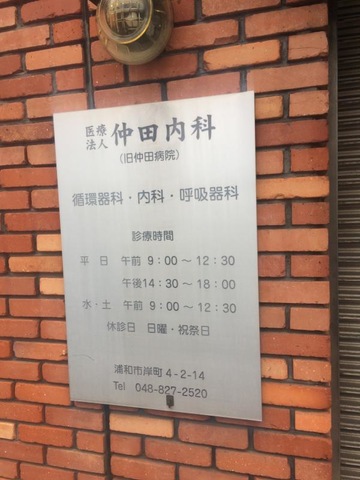 医療法人 仲田内科
(旧仲田病院)
循環器科・内科・呼吸器科
診療時間
平 日 午前 9:00～12:30
午後14:30～18:00
水・土 午前 9:00～12:30
休診日 日曜・祝祭日
浦和市岸町4-2-14
Tel 048-827-2520